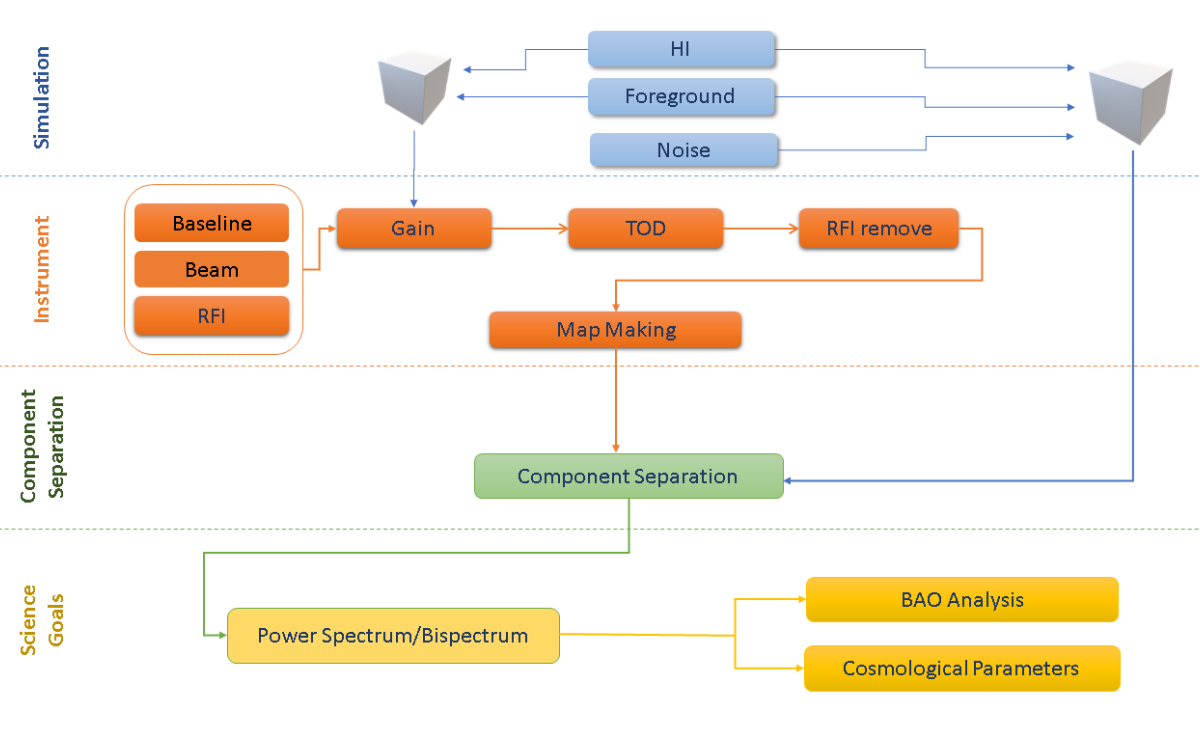 Simulation
HI
Foreground
Noise
Instrument
Baseline
Beam
RFI
Gain
TOD
RFI remove
Map Making
Component
Separation
Component Separation
Science
Goals
Power Spectrum/Bispectrum
BAO Analysis
Cosmological Parameters